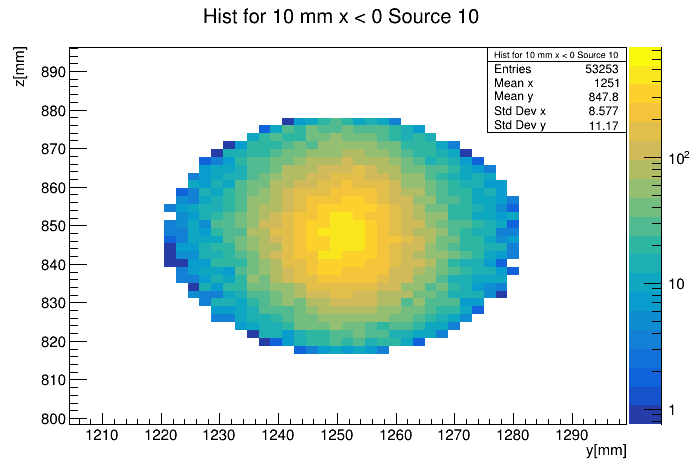 Hist for 10 mm x < 0 Source 10
z[mm]
Hist for 10 mm x < 0 Source 10
Entries 53253
Mean x 1251
Mean y 847.8
Std Dev x 8.577
Std Dev y 11.17
890
880
870
860
850
840
830
820
810
800
10²
10
1
1210 1220 1230 1240 1250 1260 1270 1280 1290
y[mm]